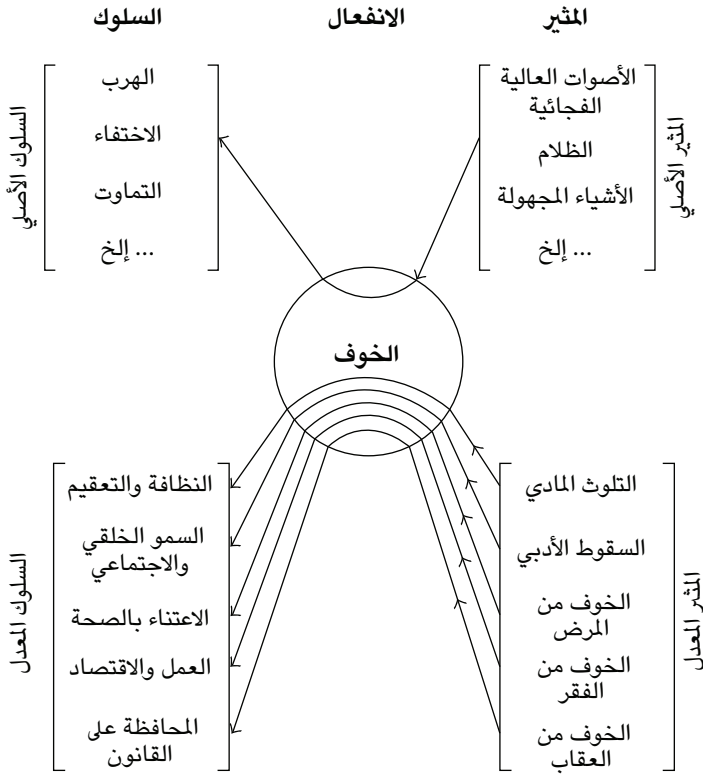 المثير
الانفعال
السلوك
المثير الأصلي
الأصوات العالية
الفجائية
الظلام
الأشياء المجهولة
... إلخ
السلوك الأصلي
الهرب
الاختفاء
التماوت
... إلخ
الخوف
المثير المعدل
التلوث المادي
السقوط الأدبي
الخوف من
المرض
الخوف من
الفقر
الخوف من
العقاب
السلوك المعدل
النظافة والتعقيم
السمو الخلقي
والاجتماعي
الاعتناء بالصحة
العمل والاقتصاد
المحافظة على
القانون